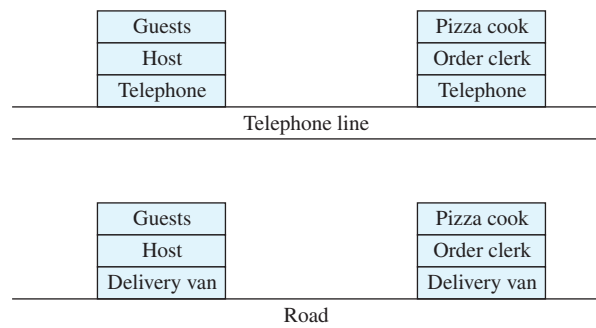 Guests Pizza cook
Host Order clerk
Telephone Telephone
Telephone line
Guests Pizza cook
Host Order clerk
Delivery van Delivery van
Road